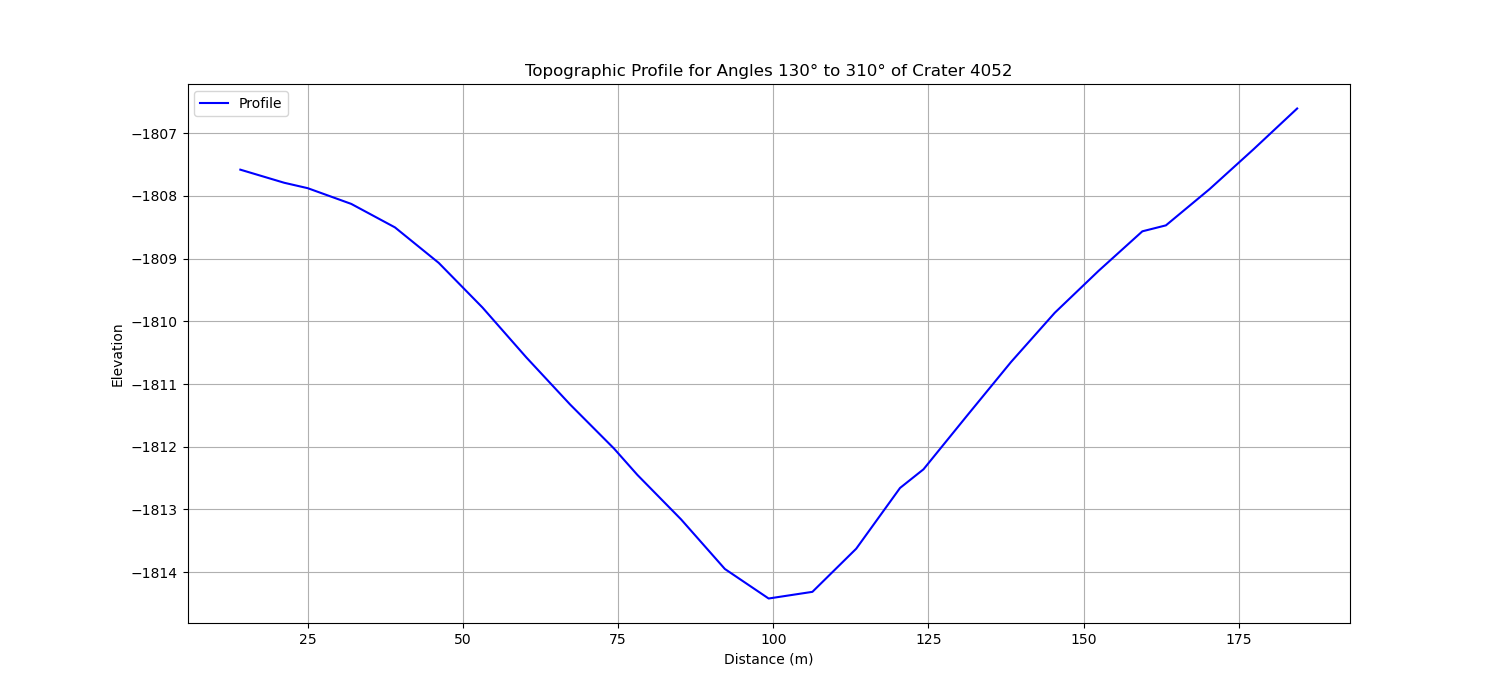 Topographic Profile for Angles 130° to 310° of Crater 4052
Profile
−1807
−1808
−1809
−1810
−1811
−1812
−1813
−1814
Elevation
25 50 75 100 125 150 175
Distance (m)